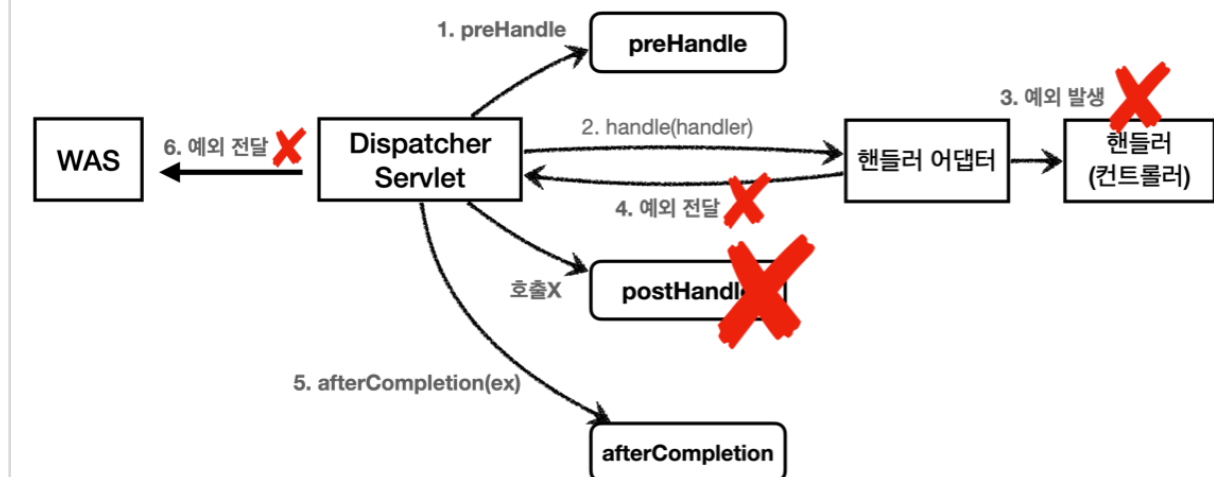 1. preHandle
preHandle
3. 예외 발생
WAS
6. 예외 전달
Dispatcher
Servlet
2. handle(handler)
핸들러 어댑터
핸들러
(컨트롤러)
4. 예외 전달
호출X
postHandle
5. afterCompletion(ex)
afterCompletion